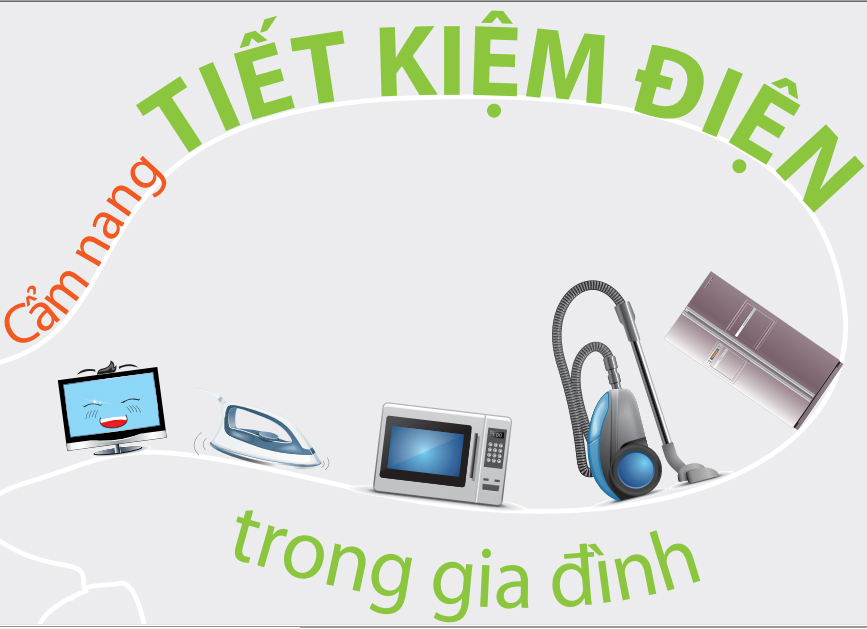 Cẩm nang
TIẾT KIỆM ĐIỆN
trong gia đình